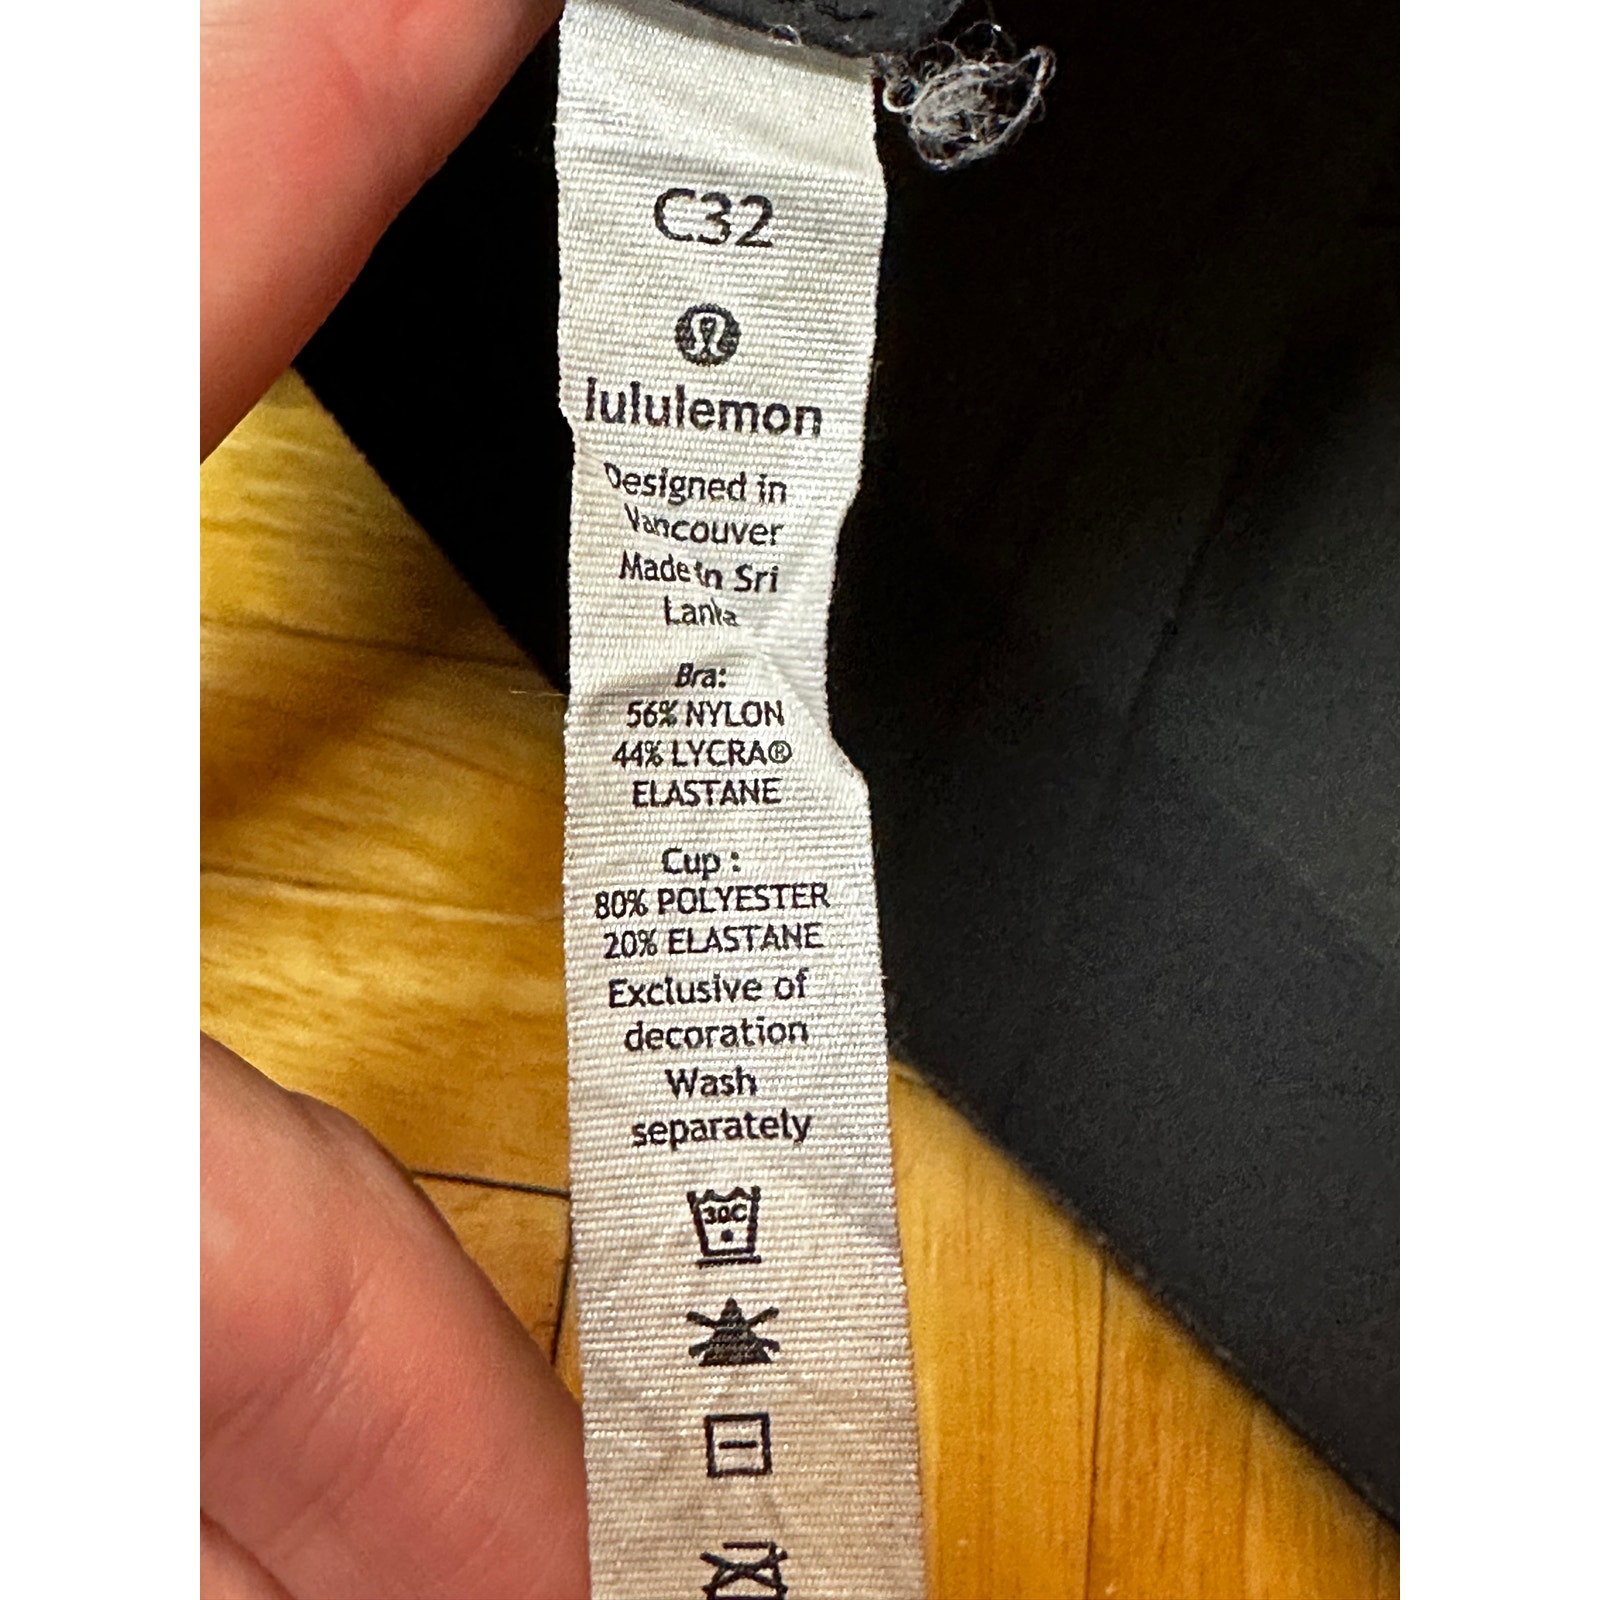 C32
lululemon
Designed in
Vancouver
Made in Sri
Lanka
Bra:
56% NYLON
44% LYCRA®
ELASTANE
Cup :
80% POLYESTER
20% ELASTANE
Exclusive of
decoration
Wash
separately
30C